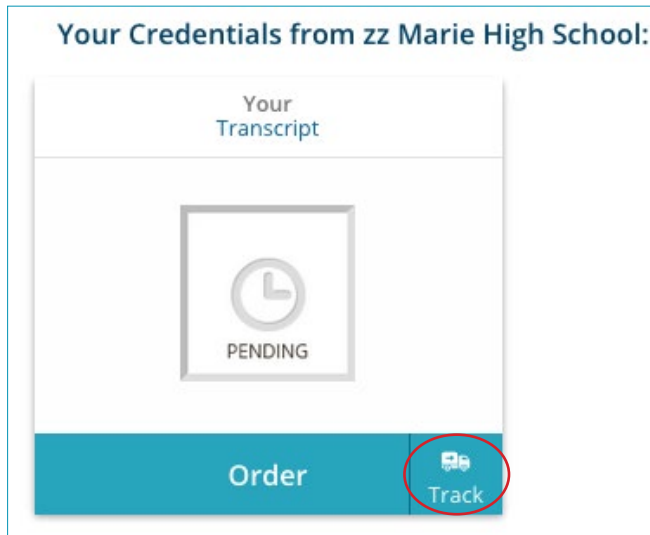 Your Credentials from zz Marie High School:
Your
Transcript
PENDING
Order
Track